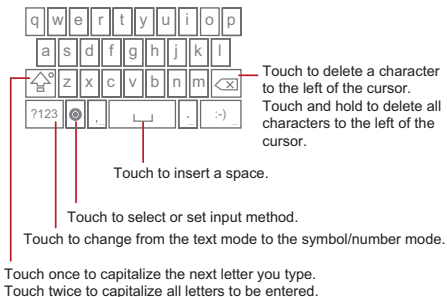 q w e r t y u i o p
a s d f g h j k l
z x c v b n m
?123 , . :-)
Touch to delete a character
to the left of the cursor.
Touch and hold to delete all
characters to the left of the
cursor.
Touch to insert a space.
Touch to select or set input method.
Touch to change from the text mode to the symbol/number mode.
Touch once to capitalize the next letter you type.
Touch twice to capitalize all letters to be entered.